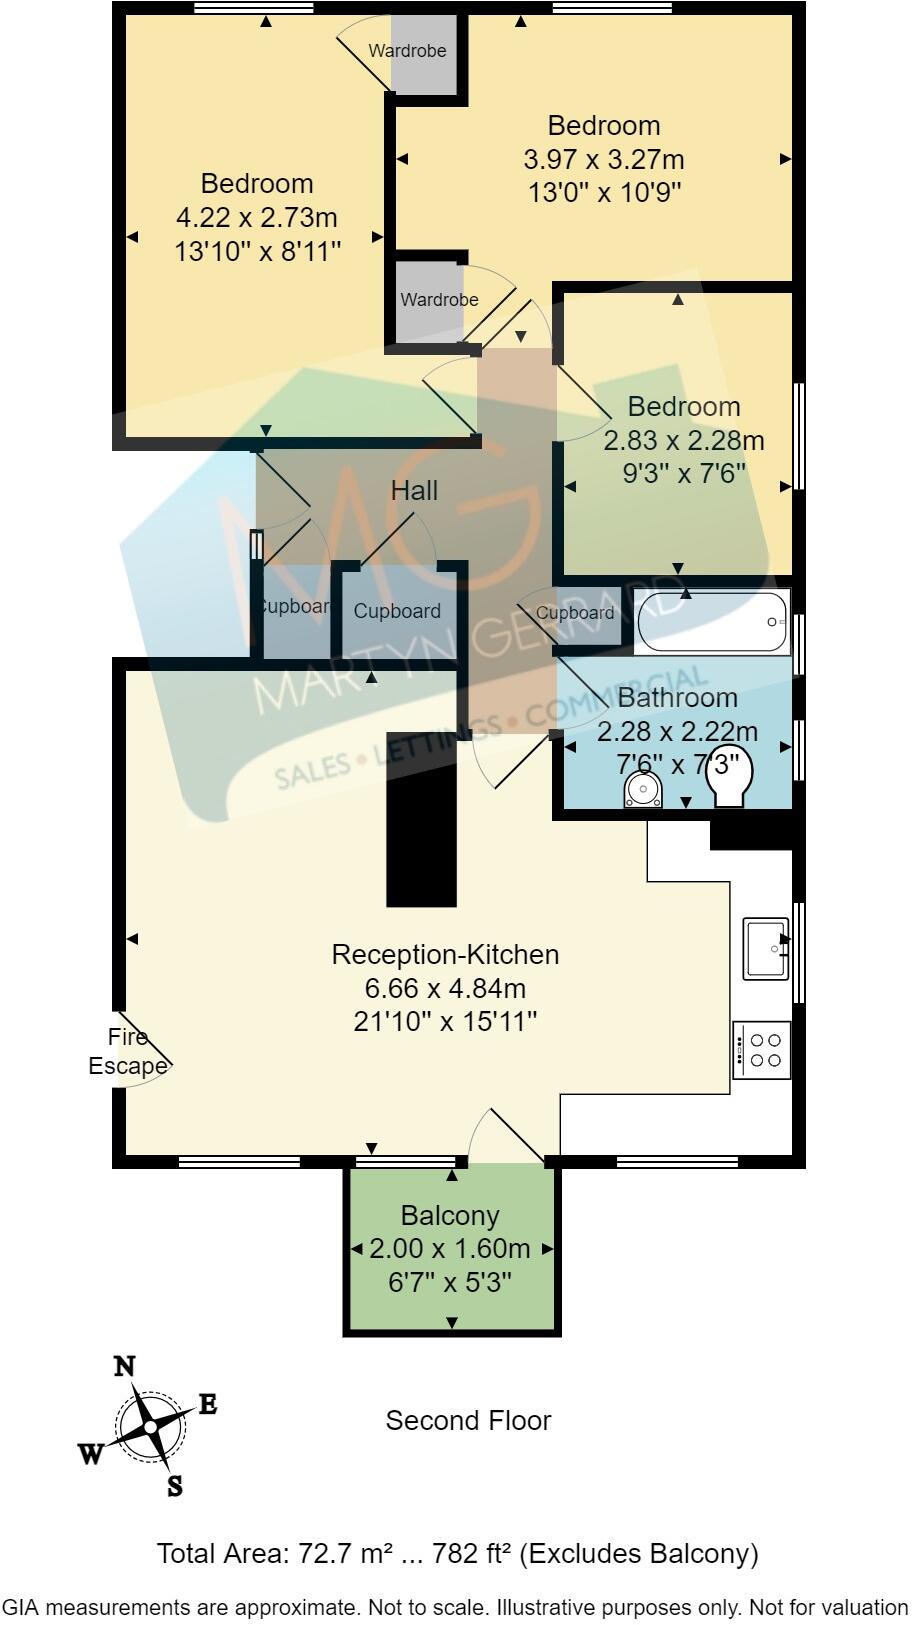 Wardrobe
Bedroom
3.97 x 3.27m
13'0" x 10'9"
Bedroom
4.22 x 2.73m
13'10" x 8'11"
Wardrobe
Bedroom
2.83 x 2.28m
9'3" x 7'6"
Hall
MG
Cupboard
Cupboard
Cupboard
MARTYN GERRARD
SALES • LETTINGS • COMMERCIAL
Bathroom
2.28 x 2.22m
7'6" x 7'3"
Reception-Kitchen
6.66 x 4.84m
21'10" x 15'11"
Fire
Escape
Balcony
2.00 x 1.60m
6'7" x 5'3"
N
E
W
S
Second Floor
Total Area: 72.7 m² ... 782 ft² (Excludes Balcony)
GIA measurements are approximate. Not to scale. Illustrative purposes only. Not for valuation